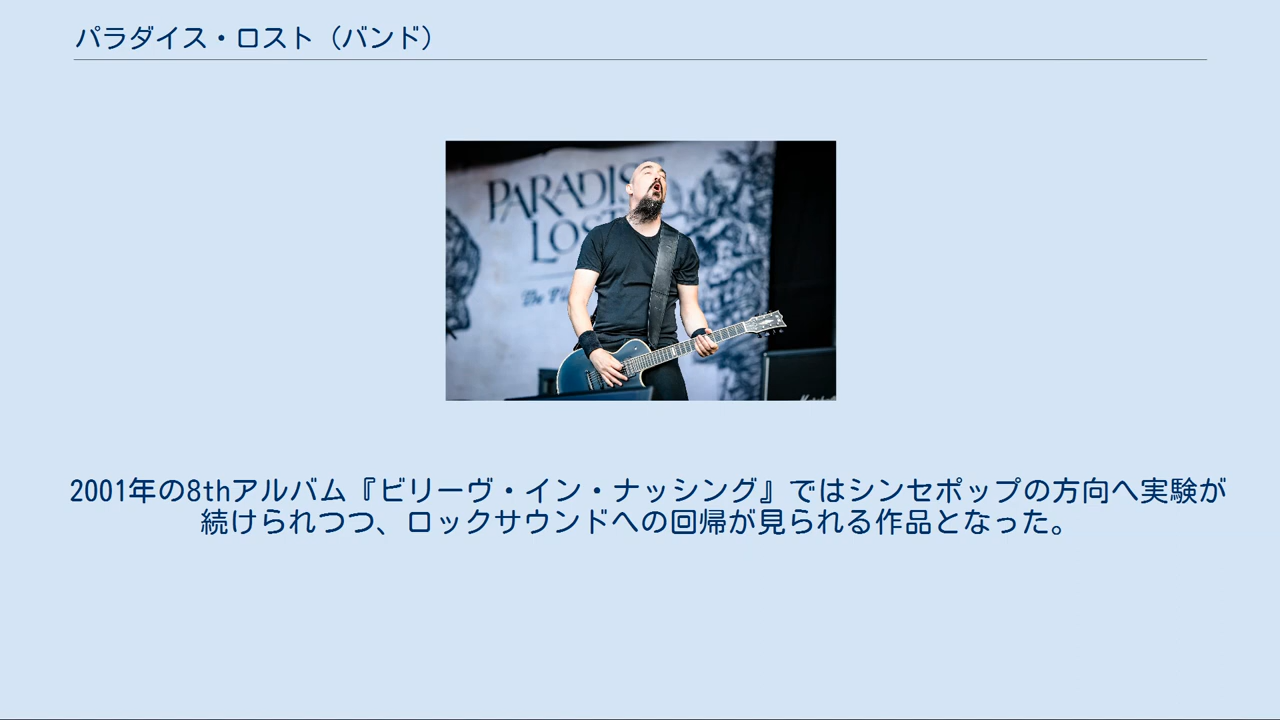 パラダイス・ロスト（バンド）
PARADISE
LOST
2001年の8thアルバム『ビリーヴ・イン・ナッシング』ではシンセポップの方向へ実験が
続けられつつ、ロックサウンドへの回帰が見られる作品となった。